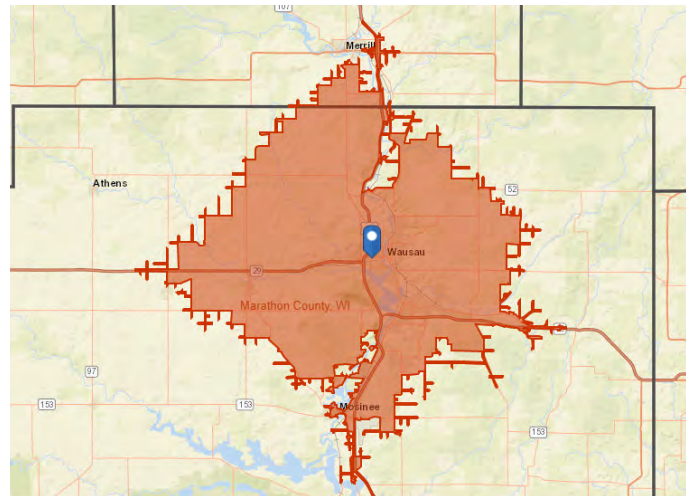 107
Merrill
Athens
52
Wausau
29
Marathon County, WI
97
153
153
Mosinee
153